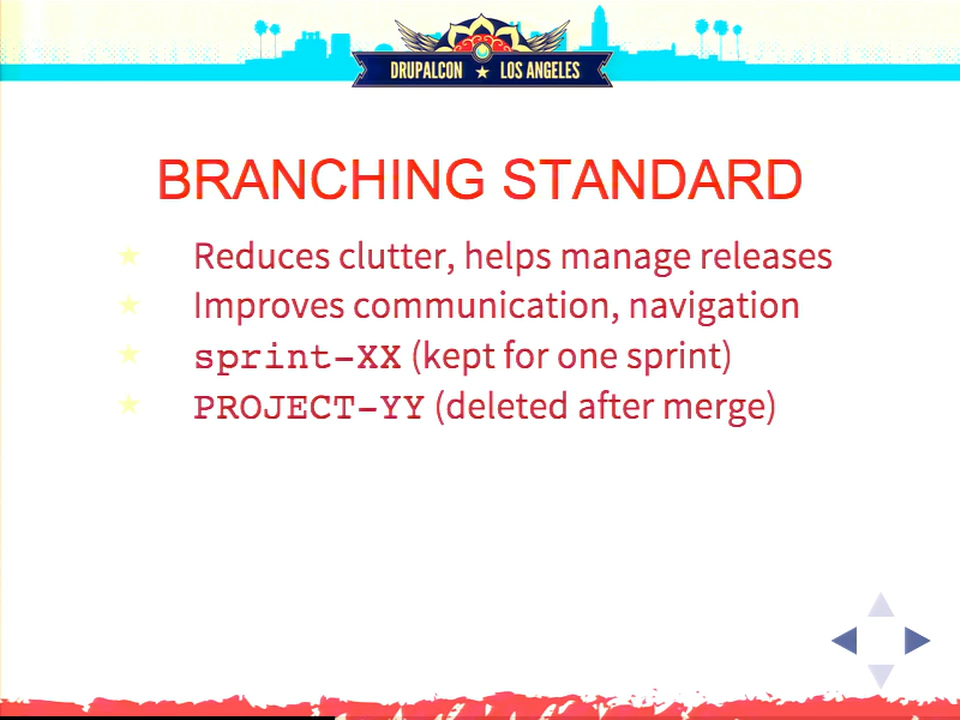 DRUPALCON ★ LOS ANGELES
BRANCHING STANDARD
★ Reduces clutter, helps manage releases
★ Improves communication, navigation
★ sprint-XX (kept for one sprint)
★ PROJECT-YY (deleted after merge)